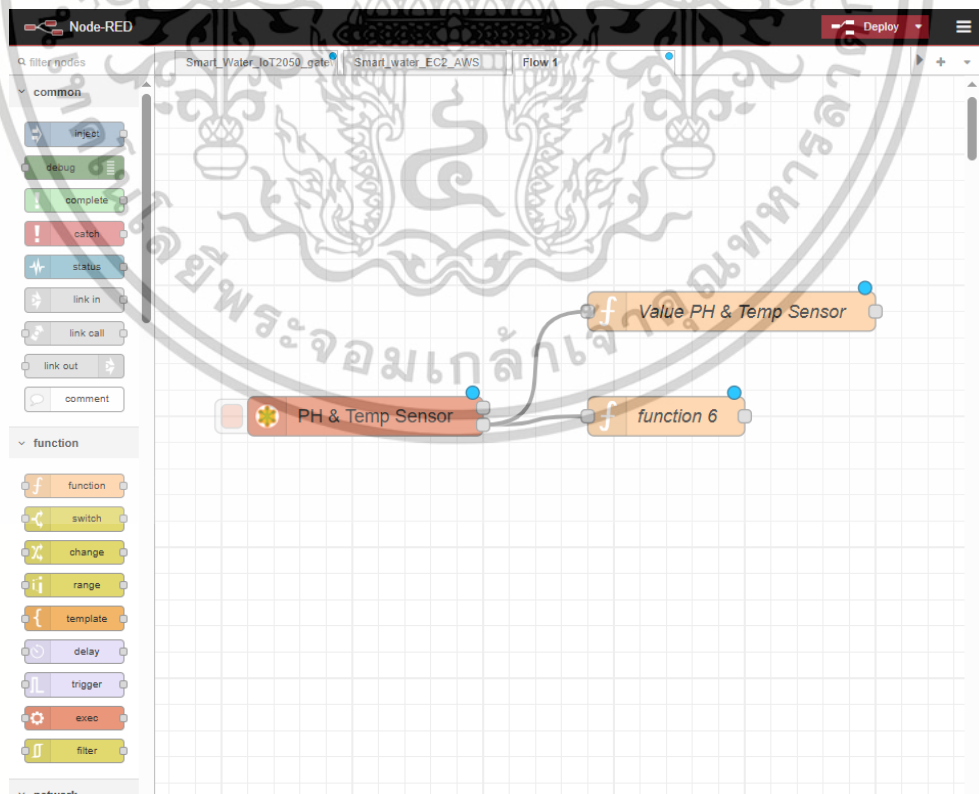 Node-RED
Deploy
filter nodes
Smart_Water_IoT2050_gatev
Smart_water_EC2_AWS
Flow 1
common
inject
debug
complete
catch
status
link in
link call
link out
comment
function
function
switch
change
range
template
delay
trigger
exec
filter
network
Value PH & Temp Sensor
PH & Temp Sensor
function 6